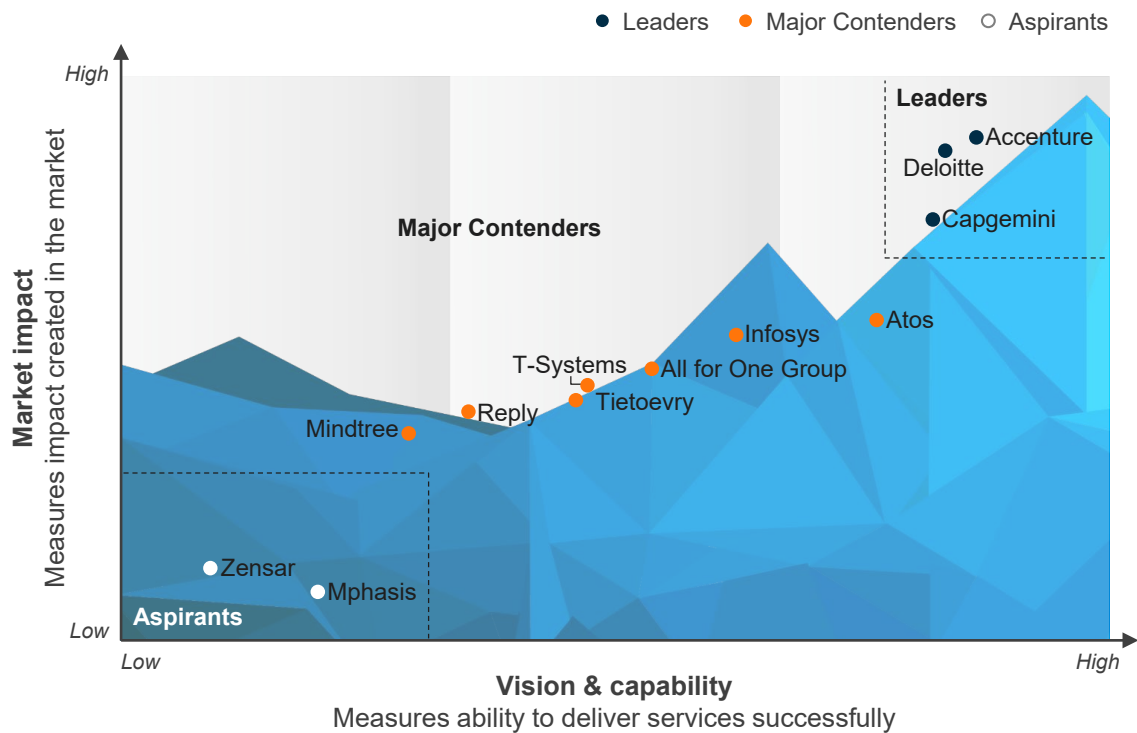 Leaders
Major Contenders
Aspirants
High
Leaders
Accenture
Deloitte
Capgemini
Major Contenders
Atos
Infosys
T-Systems
All for One Group
Tietoevry
Reply
Mindtree
Zensar
Mphasis
Aspirants
Low
Market impact
Measures impact created in the market
Low
High
Vision & capability
Measures ability to deliver services successfully